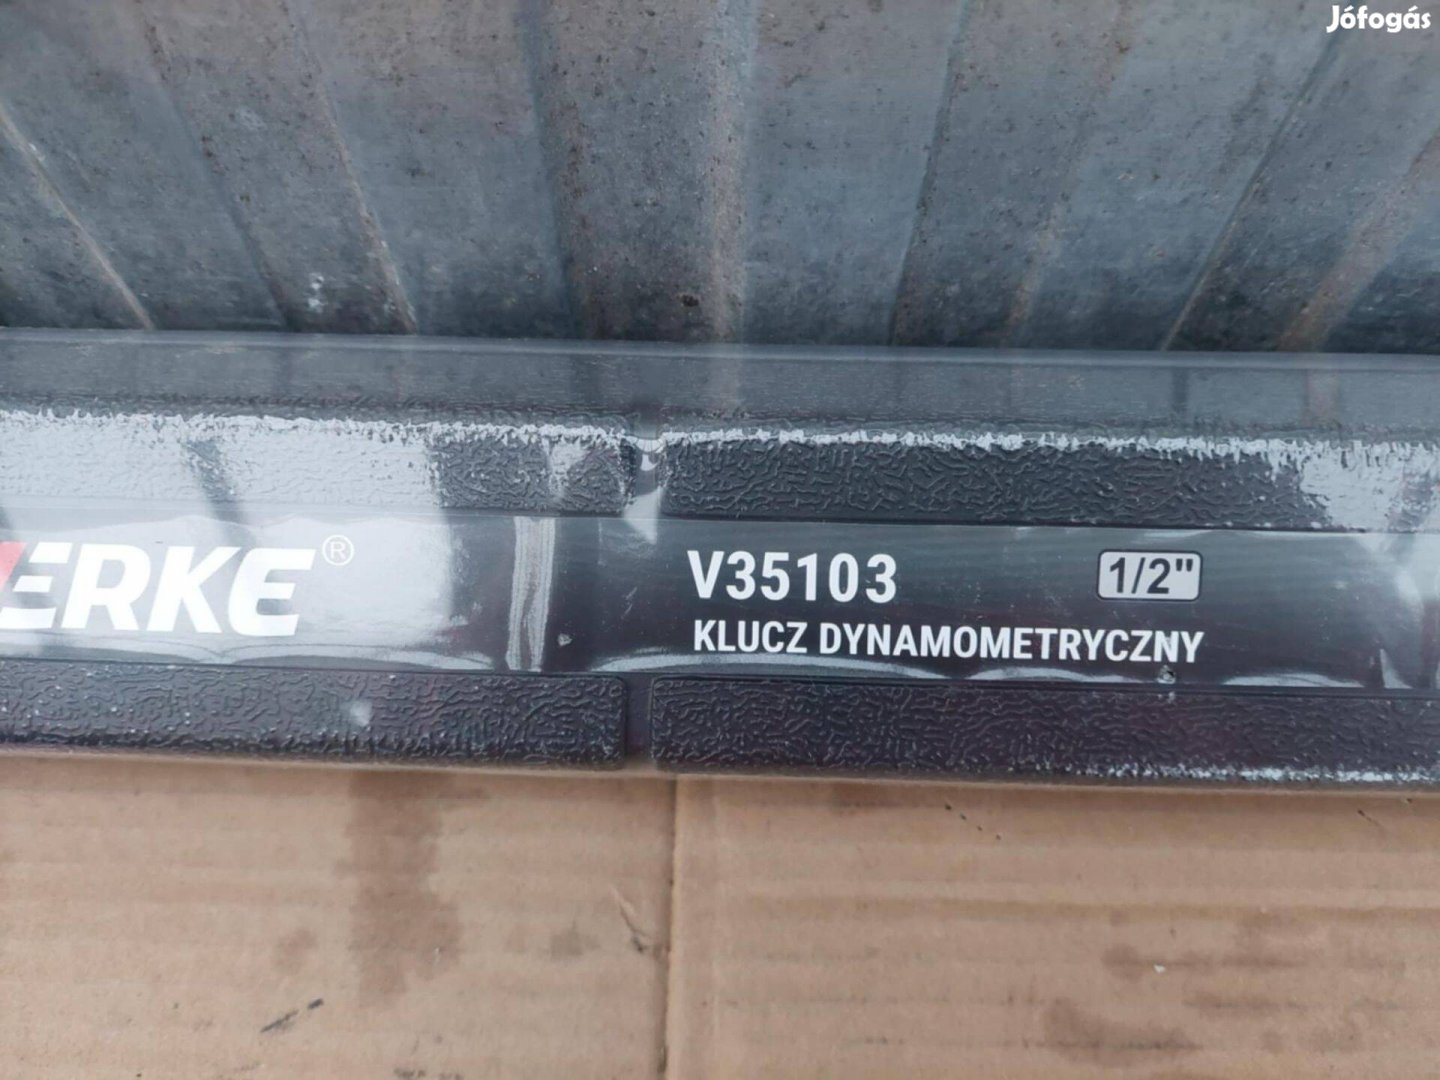 Jófogás
ERKE®
V35103
1/2"
KLUCZ DYNAMOMETRYCZNY